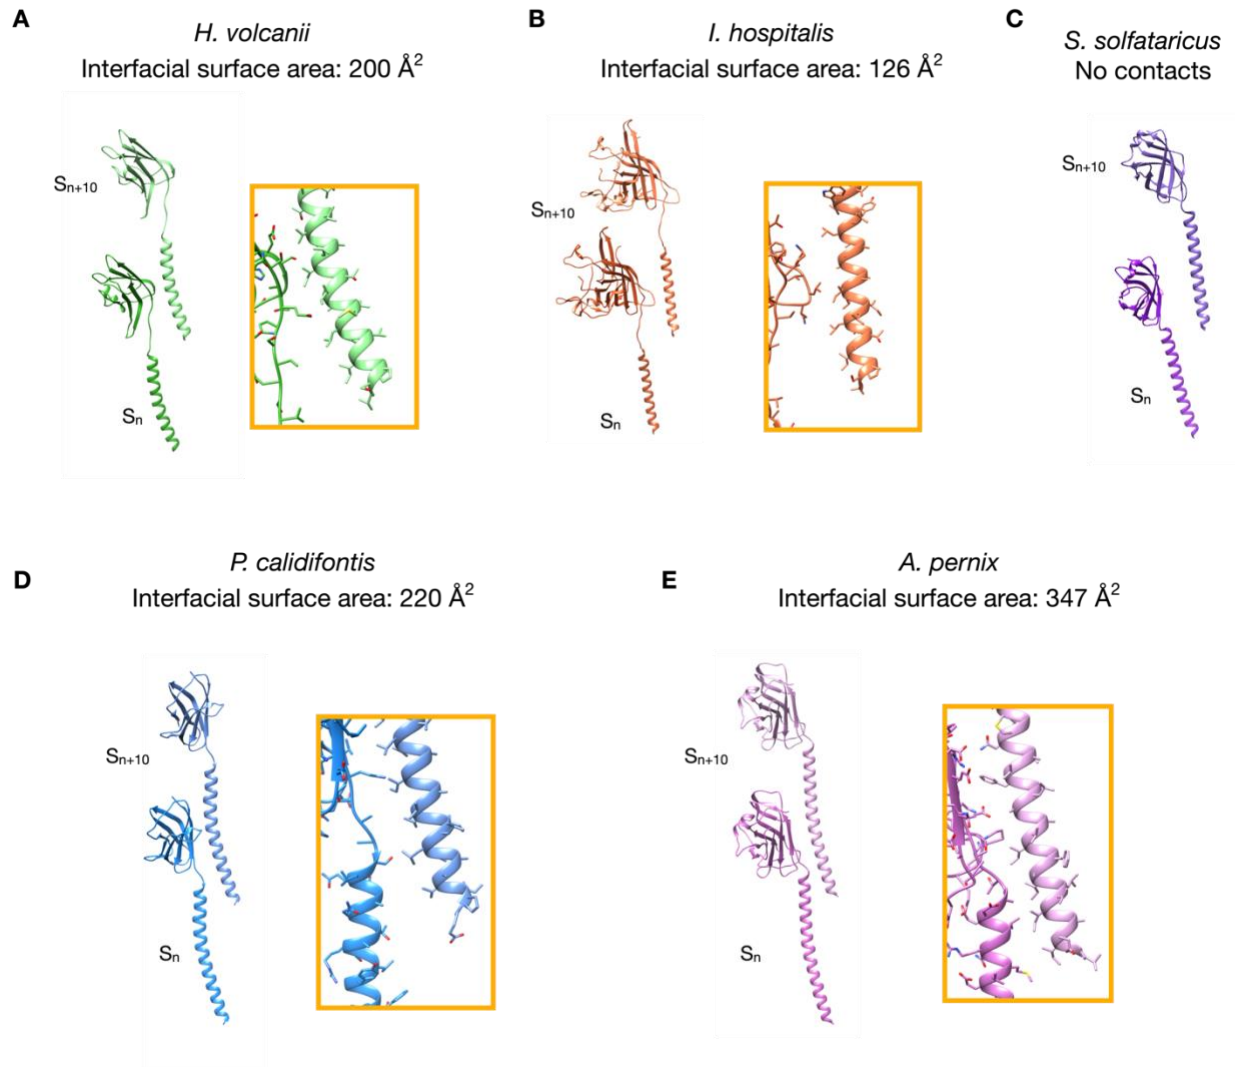 A
H. volcanii
Interfacial surface area: 200 Å²
Sn+10
Sn
B
I. hospitalis
Interfacial surface area: 126 Å²
Sn+10
Sn
C
S. solfataricus
No contacts
Sn+10
Sn
D
P. calidifontis
Interfacial surface area: 220 Å²
Sn+10
Sn
E
A. pernix
Interfacial surface area: 347 Å²
Sn+10
Sn